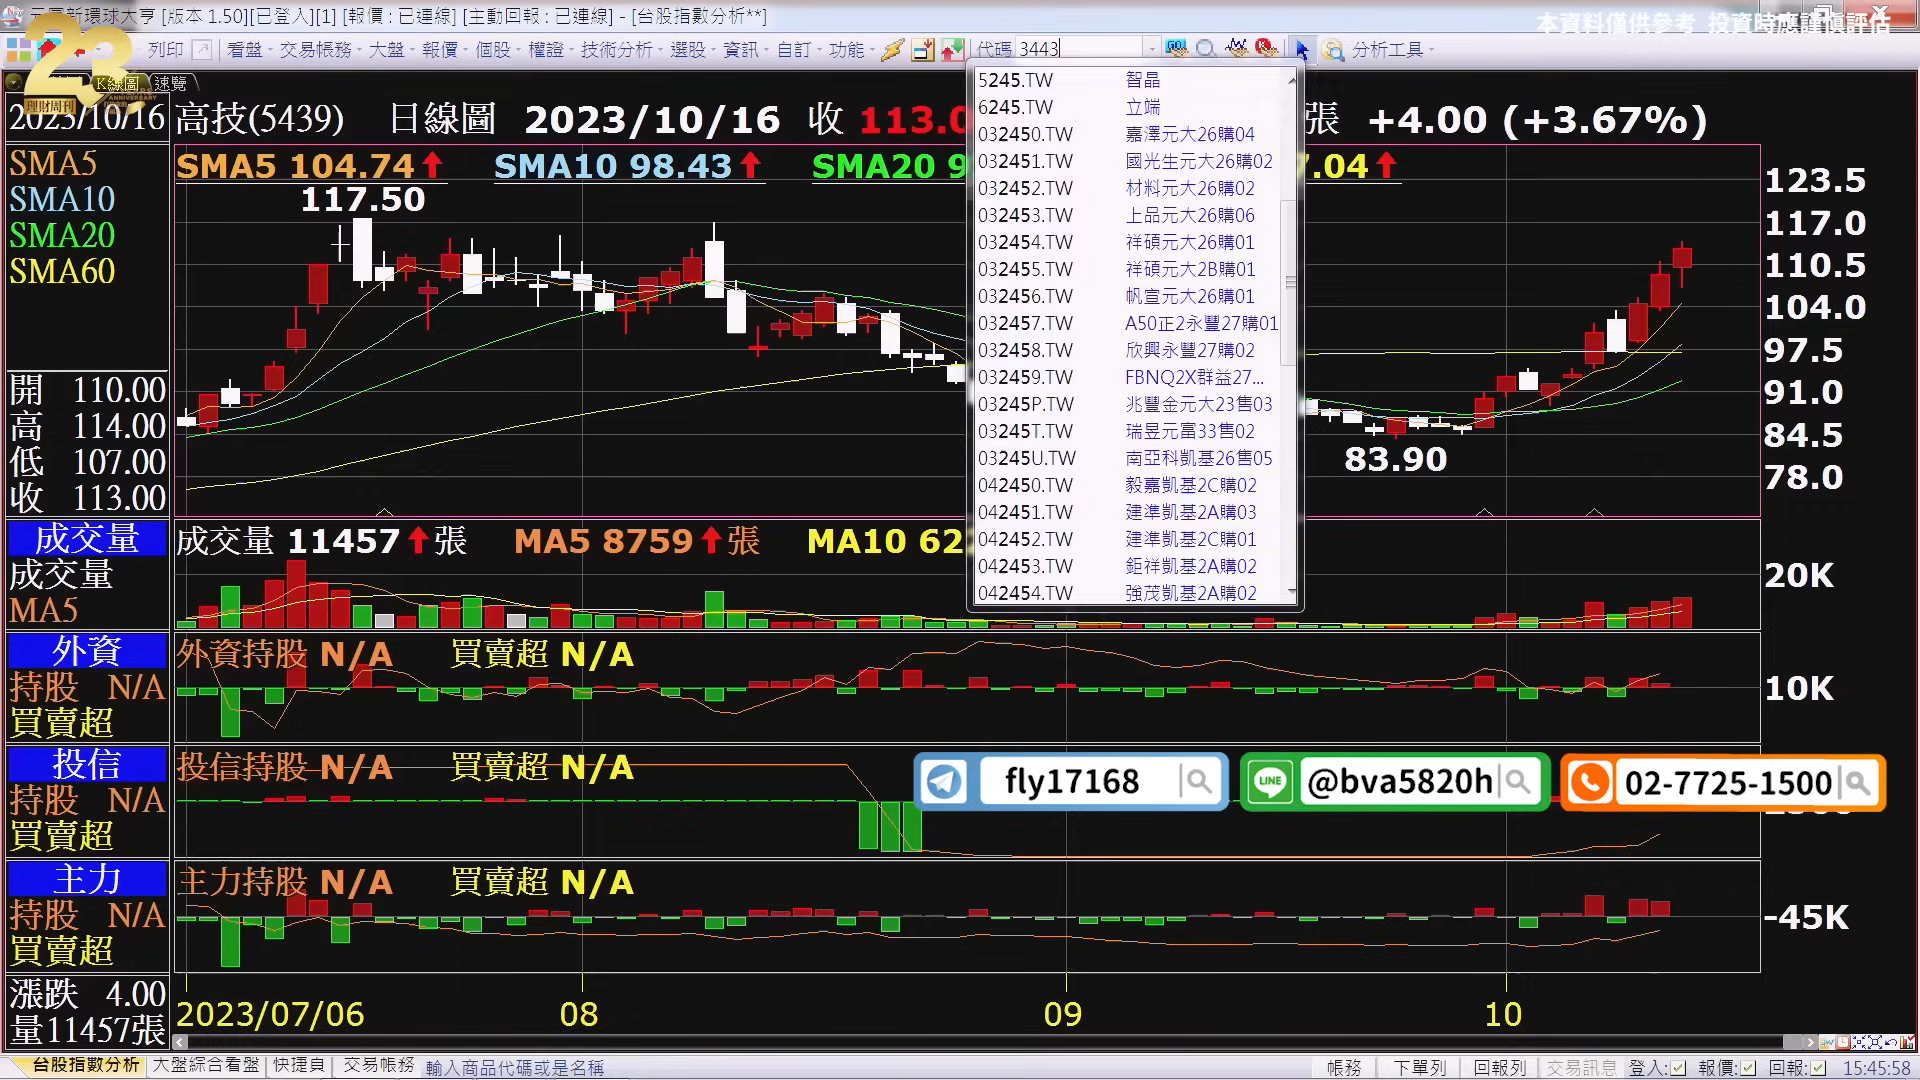 元富新環球大亨 [版本 1.50][已登入][1] [報價 : 已連線] [主動回報 : 已連線] - [台股指數分析**]
本資料僅供參考 投資時應謹慎評估
23
理財周刊
ANNIVERSARY
列印 看盤 交易帳務 大盤 報價 個股 權證 技術分析 選股 資訊 自訂 功能 代碼 3443 分析工具
K線圖 速覽
2023/10/16 高技(5439) 日線圖 2023/10/16 收 113.0 張 +4.00 (+3.67%)
SMA5 SMA5 104.74 SMA10 98.43 SMA20 9 7.04
SMA10
SMA20
SMA60
117.50
83.90
123.5
117.0
110.5
104.0
97.5
91.0
84.5
78.0
開 110.00
高 114.00
低 107.00
收 113.00
5245.TW 智晶
6245.TW 立端
032450.TW 嘉澤元大26購04
032451.TW 國光生元大26購02
032452.TW 材料元大26購02
032453.TW 上品元大26購06
032454.TW 祥碩元大26購01
032455.TW 祥碩元大2B購01
032456.TW 帆宣元大26購01
032457.TW A50正2永豐27購01
032458.TW 欣興永豐27購02
032459.TW FBNQ2X群益27...
03245P.TW 兆豐金元大23售03
03245T.TW 瑞昱元富33售02
03245U.TW 南亞科凱基26售05
042450.TW 毅嘉凱基2C購02
042451.TW 建準凱基2A購03
042452.TW 建準凱基2C購01
042453.TW 鉅祥凱基2A購02
042454.TW 強茂凱基2A購02
成交量 成交量 11457 張 MA5 8759 張 MA10 62
成交量
MA5
20K
外資 外資持股 N/A 買賣超 N/A
持股 N/A
買賣超
10K
投信 投信持股 N/A 買賣超 N/A
持股 N/A
買賣超
fly17168
LINE @bva5820h
02-7725-1500
主力 主力持股 N/A 買賣超 N/A
持股 N/A
買賣超
-45K
漲跌 4.00
量11457張
2023/07/06 08 09 10
台股指數分析 大盤綜合看盤 快捷頁 交易帳務 輸入商品代碼或是名稱 帳務 下單列 回報列 交易訊息 登入: 報價: 回報: 15:45:58